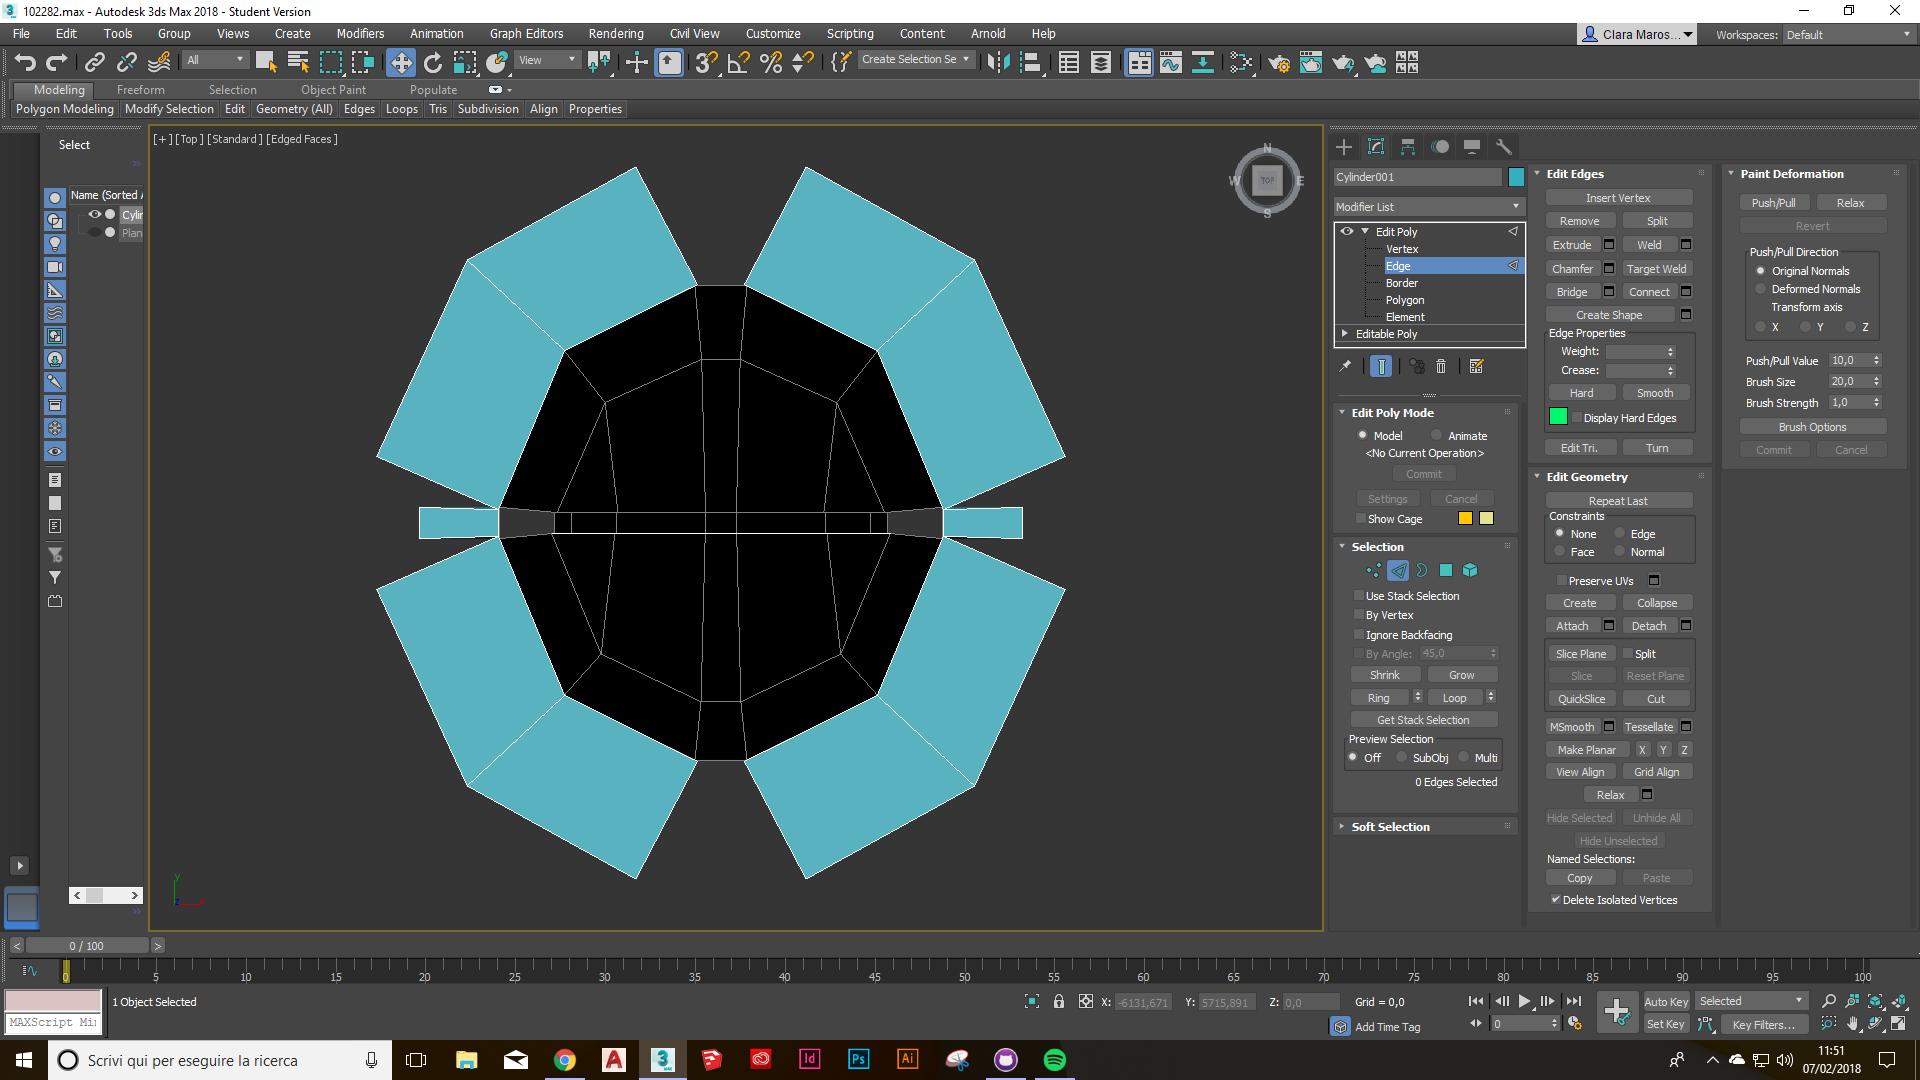 102282.max - Autodesk 3ds Max 2018 - Student Version
File Edit Tools Group Views Create Modifiers Animation Graph Editors Rendering Civil View Customize Scripting Content Arnold Help
Clara Maros...
Workspaces: Default
All
View
Create Selection Se
Modeling Freeform Selection Object Paint Populate
Polygon Modeling Modify Selection Edit Geometry (All) Edges Loops Tris Subdivision Align Properties
Select
Name (Sorted A
Cylin
Plan
[+] [Top ] [Standard ] [Edged Faces ]
N
W TOP E
S
Cylinder001
Modifier List
Edit Poly
Vertex
Edge
Border
Polygon
Element
Editable Poly
Edit Poly Mode
Model Animate
<No Current Operation>
Commit
Settings Cancel
Show Cage
Selection
Use Stack Selection
By Vertex
Ignore Backfacing
By Angle: 45,0
Shrink Grow
Ring Loop
Get Stack Selection
Preview Selection
Off SubObj Multi
0 Edges Selected
Soft Selection
Edit Edges
Insert Vertex
Remove Split
Extrude Weld
Chamfer Target Weld
Bridge Connect
Create Shape
Edge Properties
Weight:
Crease:
Hard Smooth
Display Hard Edges
Edit Tri. Turn
Edit Geometry
Repeat Last
Constraints
None Edge
Face Normal
Preserve UVs
Create Collapse
Attach Detach
Slice Plane Split
Slice Reset Plane
QuickSlice Cut
MSmooth Tessellate
Make Planar X Y Z
View Align Grid Align
Relax
Hide Selected Unhide All
Hide Unselected
Named Selections:
Copy Paste
Delete Isolated Vertices
Paint Deformation
Push/Pull Relax
Revert
Push/Pull Direction
Original Normals
Deformed Normals
Transform axis
X Y Z
Push/Pull Value 10,0
Brush Size 20,0
Brush Strength 1,0
Brush Options
Commit Cancel
y
< 0 / 100 >
0 5 10 15 20 25 30 35 40 45 50 55 60 65 70 75 80 85 90 95 100
1 Object Selected
MAXScript Mi
X: -6131,671 Y: 5715,891 Z: 0,0 Grid = 0,0
Add Time Tag
0
Auto Key Selected
Set Key Key Filters...
Scrivi qui per eseguire la ricerca
11:51
07/02/2018